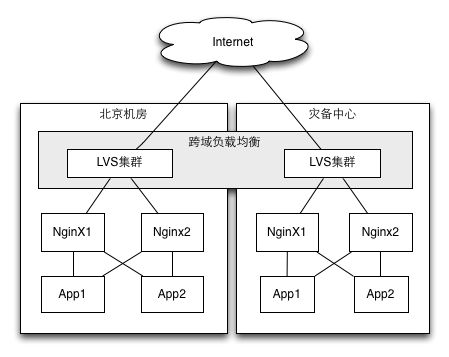 Internet
北京机房
灾备中心
跨域负载均衡
LVS集群
LVS集群
NginX1
Nginx2
NginX1
Nginx2
App1
App2
App1
App2